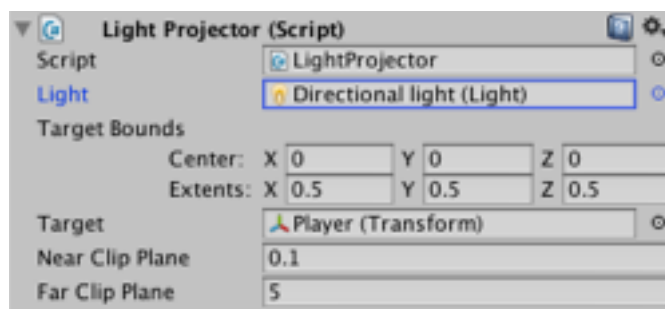 Light Projector (Script)
Script LightProjector
Light Directional light (Light)
Target Bounds
Center: X 0 Y 0 Z 0
Extents: X 0.5 Y 0.5 Z 0.5
Target Player (Transform)
Near Clip Plane 0.1
Far Clip Plane 5